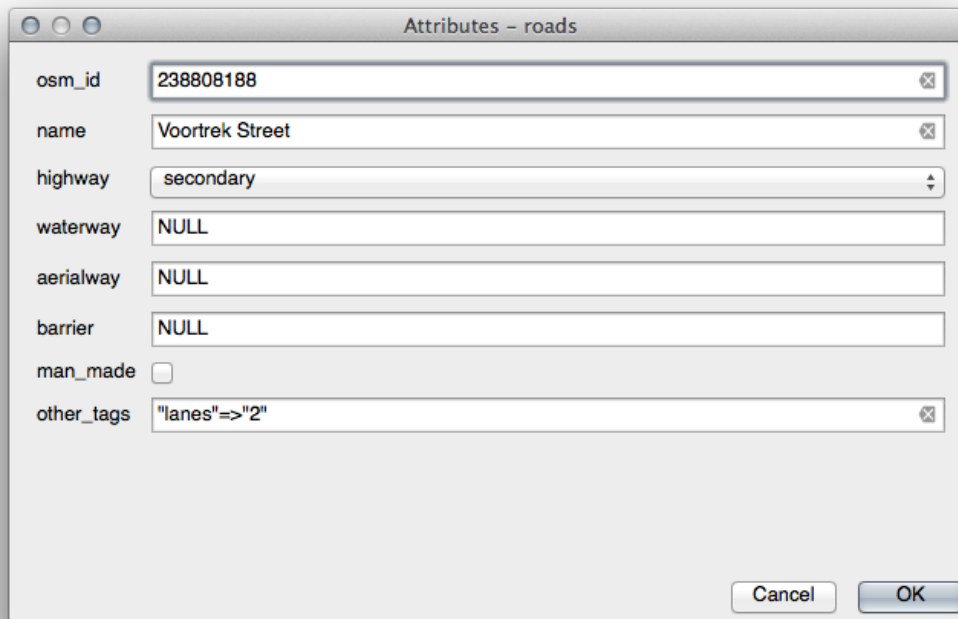 Attributes – roads
osm_id 238808188
name Voortrek Street
highway secondary
waterway NULL
aerialway NULL
barrier NULL
man_made
other_tags "lanes"=>"2"
Cancel OK